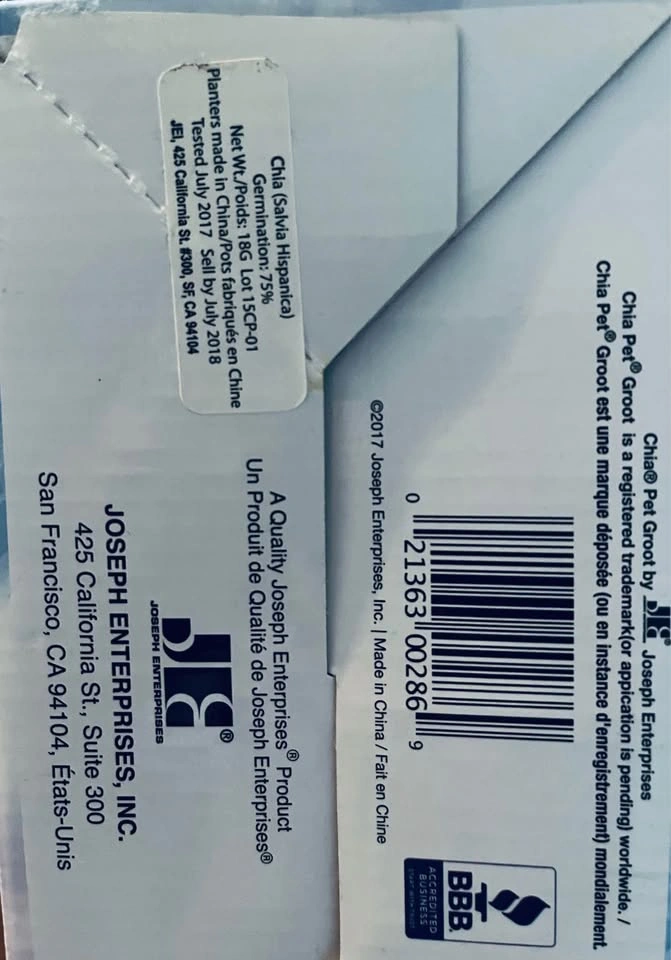 Chia® Pet Groot by JE® Joseph Enterprises
Chia Pet® Groot is a registered trademark(or appication is pending) worldwide. /
Chia Pet® Groot est une marque déposée (ou en instance d'enregistrement) mondialement.
0 21363 00286 9
©2017 Joseph Enterprises, Inc. | Made in China / Fait en Chine
BBB.
ACCREDITED
BUSINESS
Chia (Salvia Hispanica)
Germination: 75%
Net Wt./Poids: 18G Lot 15CP-01
Planters made in China/Pots fabriqués en Chine
Tested July 2017 Sell by July 2018
JEI, 425 California St. #300, SF, CA 94104
A Quality Joseph Enterprises® Product
Un Produit de Qualité de Joseph Enterprises®
JE®
JOSEPH ENTERPRISES
JOSEPH ENTERPRISES, INC.
425 California St., Suite 300
San Francisco, CA 94104, États-Unis